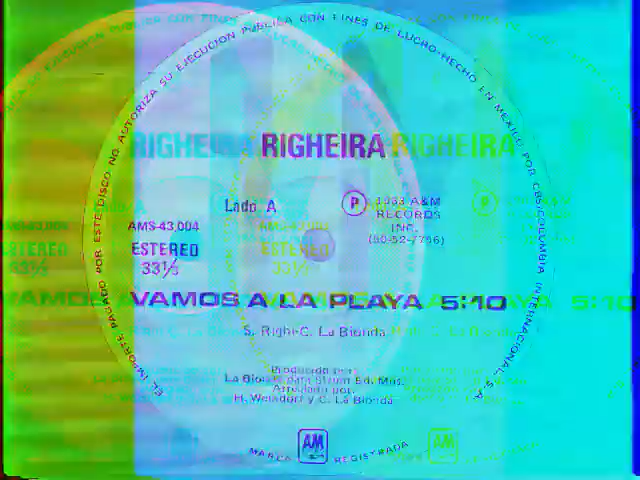 EL IMPORTE PAGADO POR ESTE DISCO NO AUTORIZA SU EJECUCION PUBLICA CON FINES DE LUCRO-HECHO EN MEXICO POR CBS/COLUMBIA INTERNACIONAL, S.A.
RIGHEIRA
Lado A
AMS-43,004
ESTEREO
33⅓
P 1983 A&M
RECORDS
INC.
(50-52-7756)
VAMOS A LA PLAYA 5:10
S. Righi-C. La Bionda
Producido por:
La Bionda para Strum Ed. Mus.
Arreglado por:
H. Weindorf y C. La Bionda
MARCA AM REGISTRADA